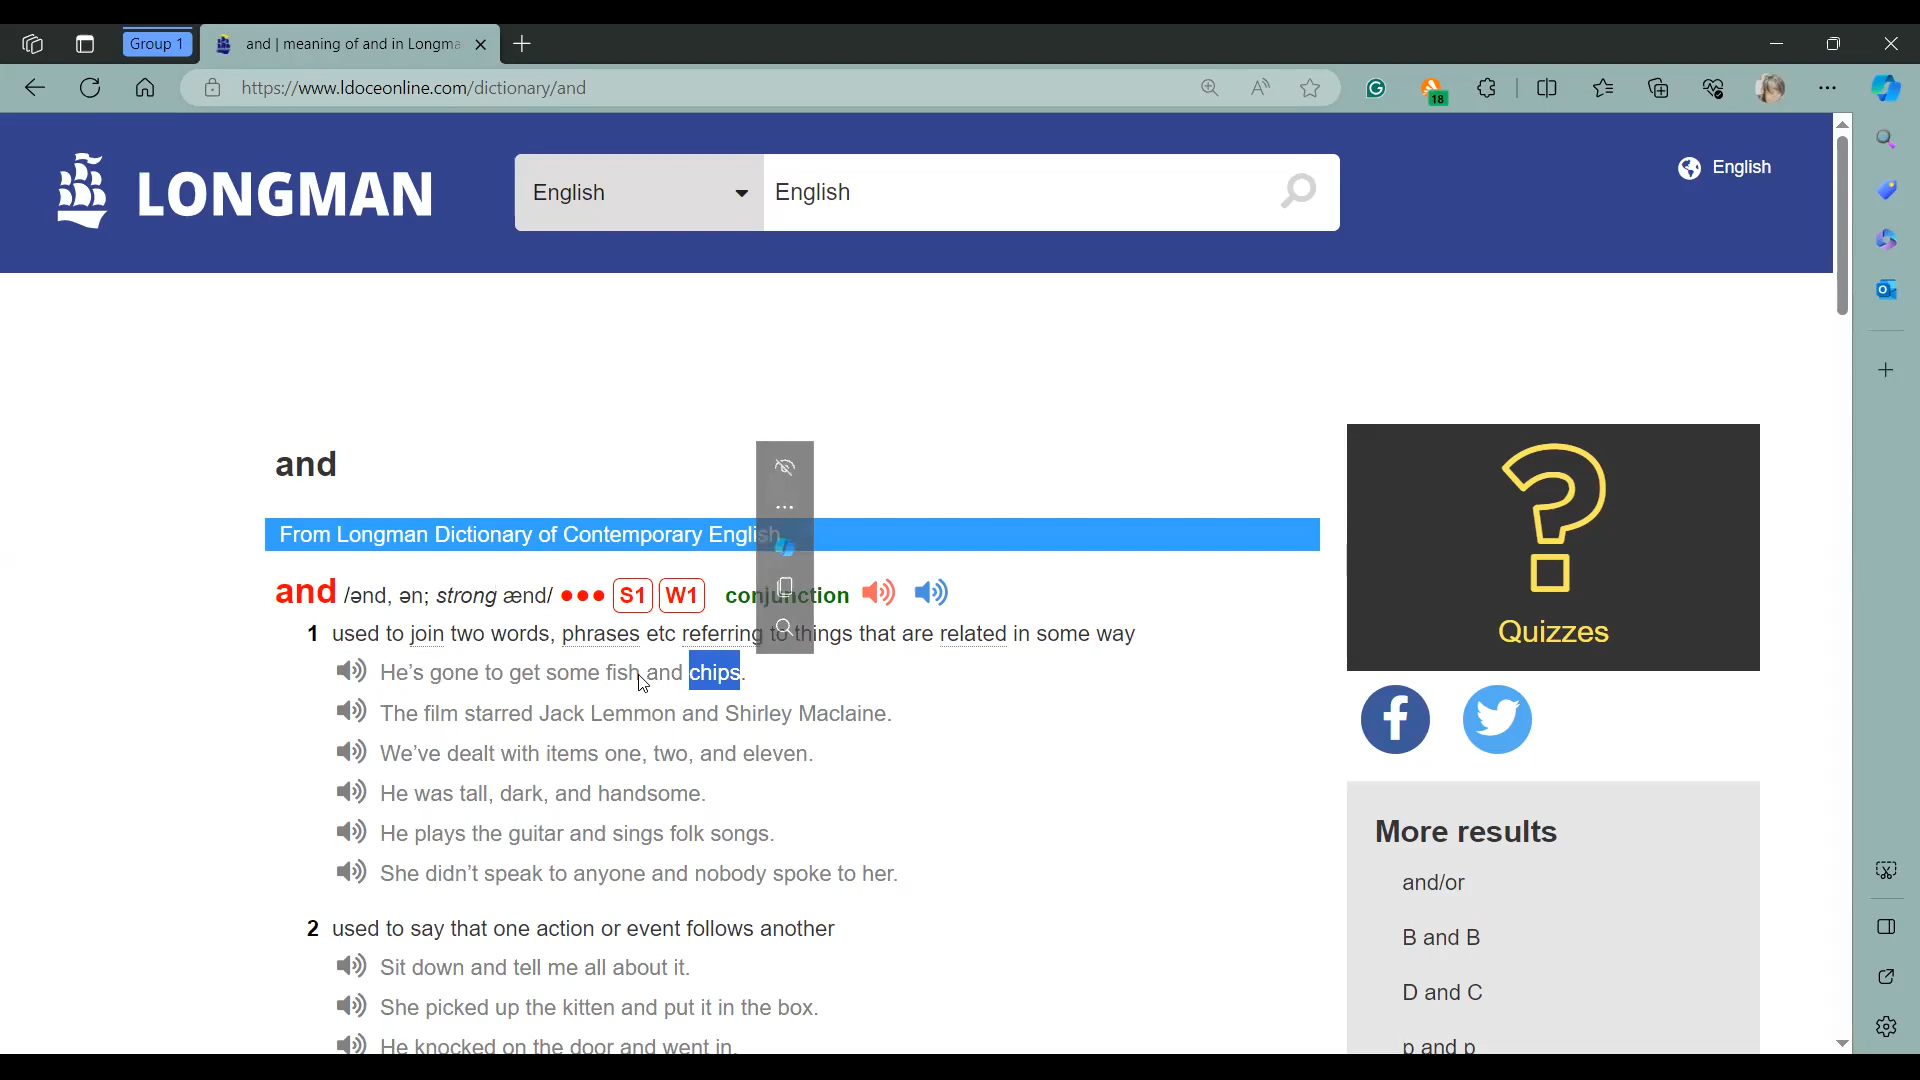 Group 1
and | meaning of and in Longma
https://www.ldoceonline.com/dictionary/and
18
LONGMAN
English
English
English
and
From Longman Dictionary of Contemporary English
and /ənd, ən; strong ænd/ ●●● S1 W1 conjunction
1 used to join two words, phrases etc referring to things that are related in some way
He’s gone to get some fish and chips.
The film starred Jack Lemmon and Shirley Maclaine.
We’ve dealt with items one, two, and eleven.
He was tall, dark, and handsome.
He plays the guitar and sings folk songs.
She didn’t speak to anyone and nobody spoke to her.
2 used to say that one action or event follows another
Sit down and tell me all about it.
She picked up the kitten and put it in the box.
He knocked on the door and went in.
Quizzes
More results
and/or
B and B
D and C
p and p